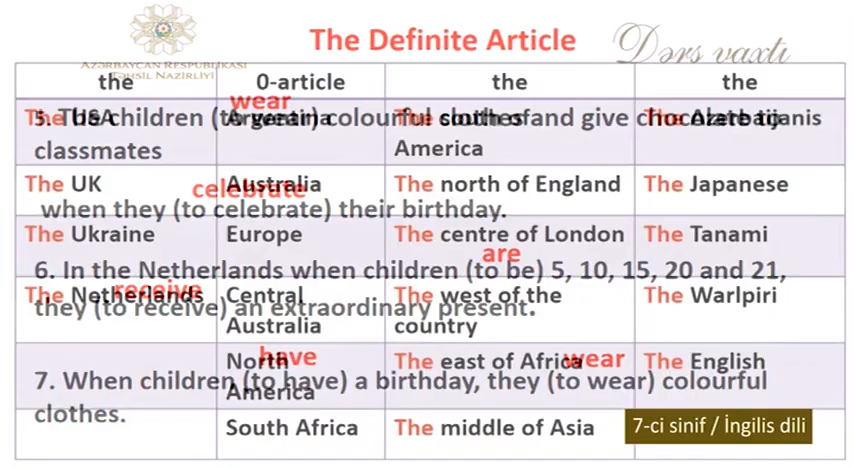 The Definite Article
AZƏRBAYCAN RESPUBLİKASI
TƏHSİL NAZİRLİYİ
Dərs vaxtı
the 0-article the the
wear
The USA Argentina The south of The Azerbaijanis
America
5. The children (to wear) colourful clothes and give chocolate to
classmates
celebrate
The UK Australia The north of England The Japanese
when they (to celebrate) their birthday.
The Ukraine Europe The centre of London The Tanami
are
6. In the Netherlands when children (to be) 5, 10, 15, 20 and 21,
receive
The Netherlands Central The west of the The Warlpiri
Australia country
they (to receive) an extraordinary present.
have wear
North The east of Africa The English
America
7. When children (to have) a birthday, they (to wear) colourful
clothes.
South Africa The middle of Asia
7-ci sinif / İngilis dili